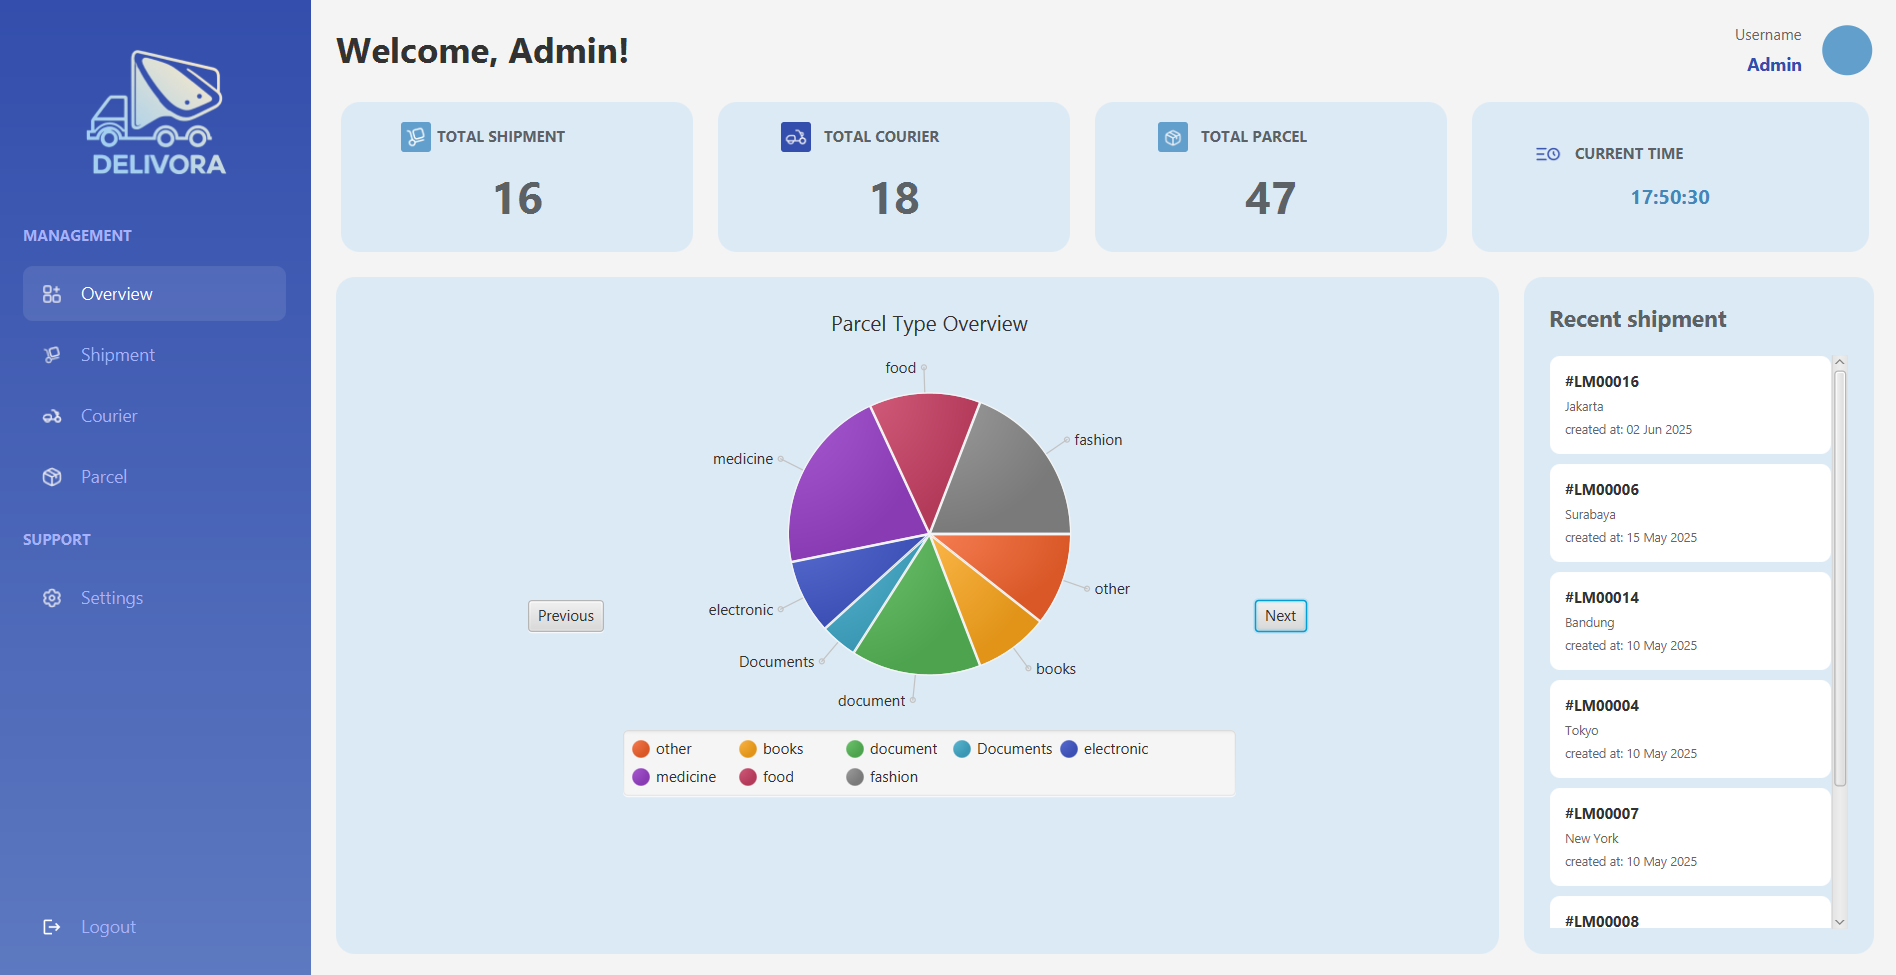 DELIVORA
MANAGEMENT
Overview
Shipment
Courier
Parcel
SUPPORT
Settings
Logout
Welcome, Admin!
Username
Admin
TOTAL SHIPMENT
16
TOTAL COURIER
18
TOTAL PARCEL
47
CURRENT TIME
17:50:30
Parcel Type Overview
food
fashion
medicine
other
electronic
Documents
books
document
Previous
Next
other books document Documents electronic
medicine food fashion
Recent shipment
#LM00016
Jakarta
created at: 02 Jun 2025
#LM00006
Surabaya
created at: 15 May 2025
#LM00014
Bandung
created at: 10 May 2025
#LM00004
Tokyo
created at: 10 May 2025
#LM00007
New York
created at: 10 May 2025
#LM00008